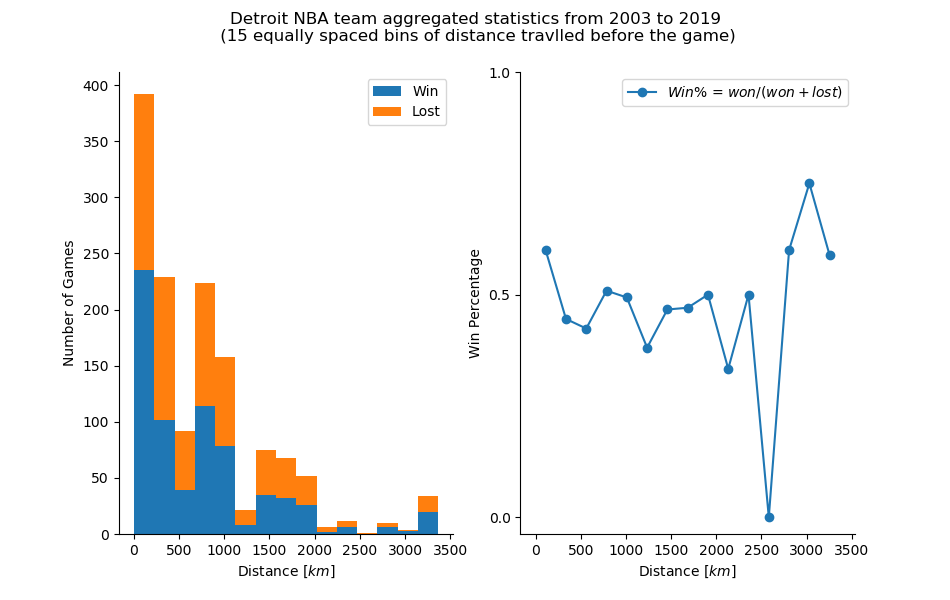 Detroit NBA team aggregated statistics from 2003 to 2019
(15 equally spaced bins of distance travlled before the game)
Number of Games
400
350
300
250
200
150
100
50
0
Win
Lost
0 500 1000 1500 2000 2500 3000 3500
Distance [km]
Win Percentage
1.0
0.5
0.0
Win% = won/(won + lost)
0 500 1000 1500 2000 2500 3000 3500
Distance [km]